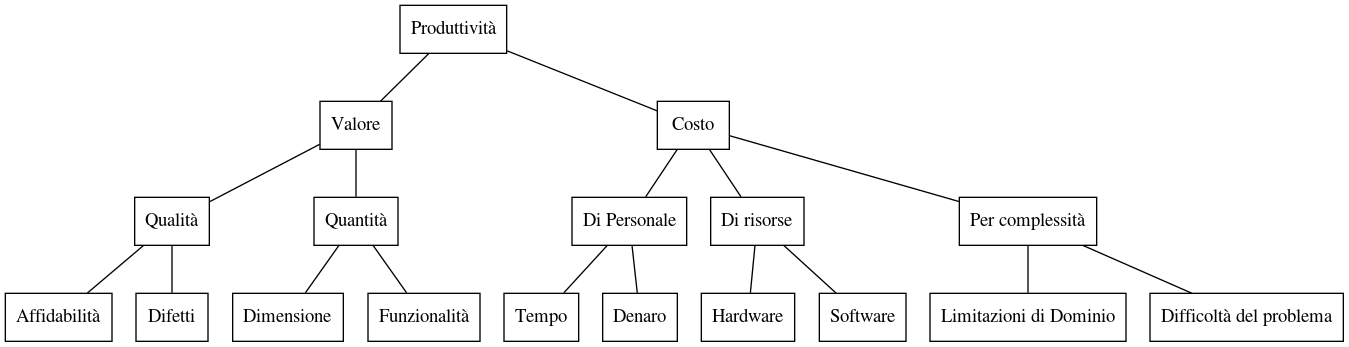 Produttività
Valore
Costo
Qualità
Quantità
Di Personale
Di risorse
Per complessità
Affidabilità
Difetti
Dimensione
Funzionalità
Tempo
Denaro
Hardware
Software
Limitazioni di Dominio
Difficoltà del problema